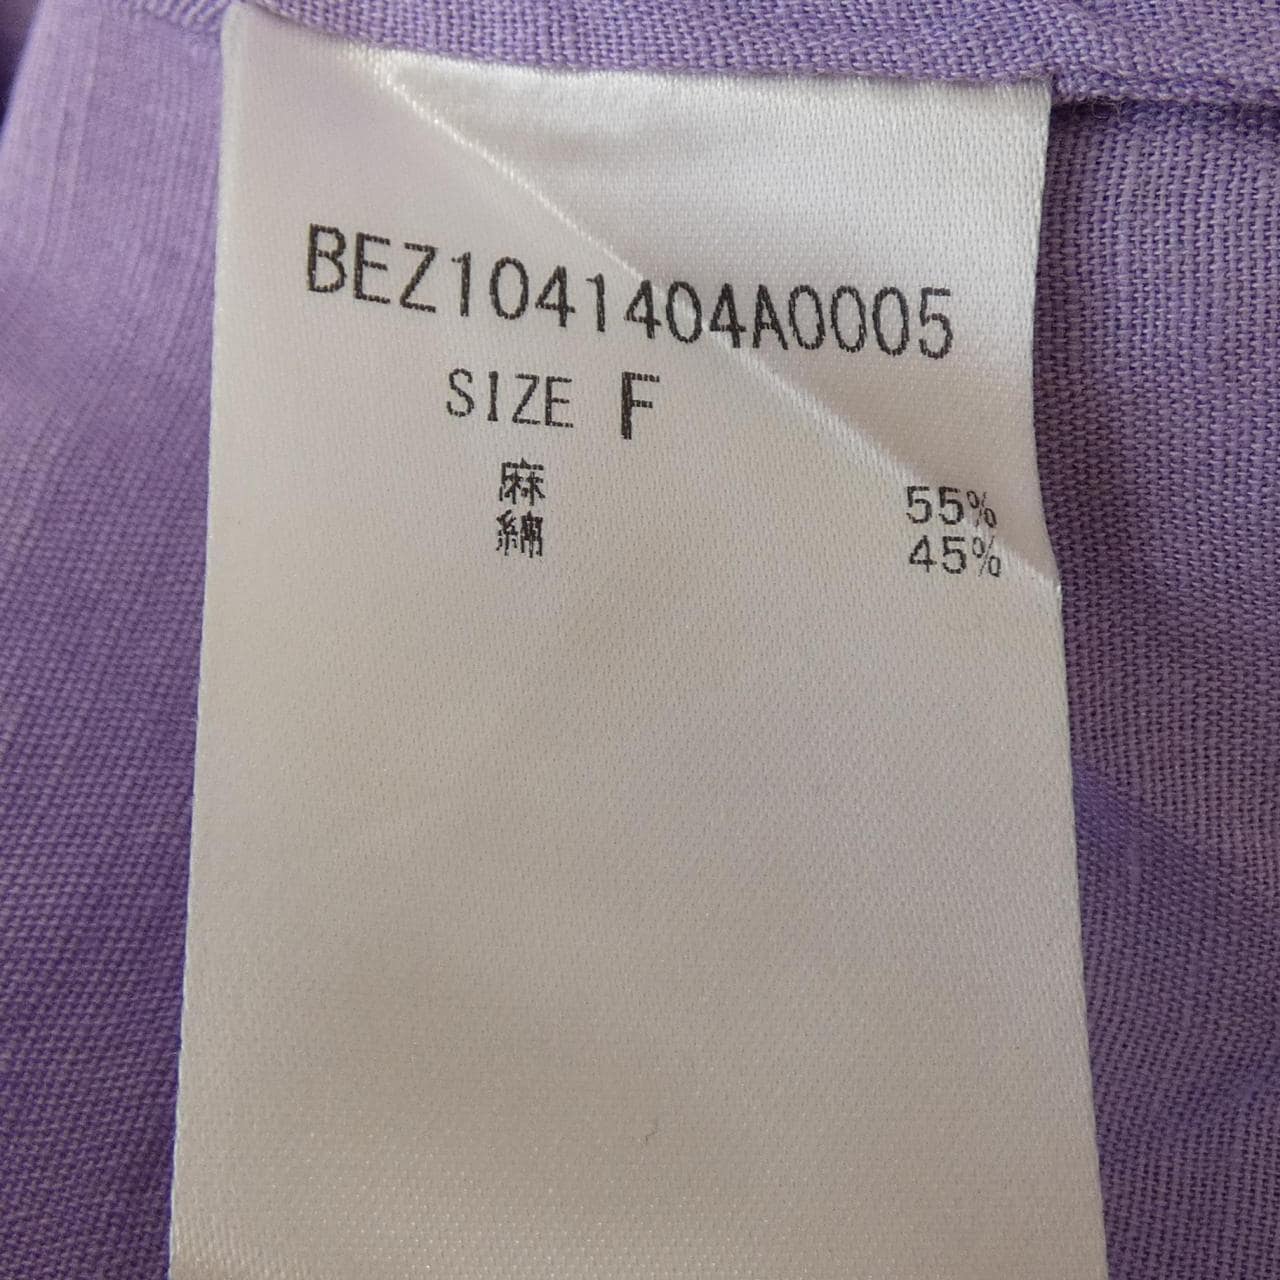 BEZ1041404A0005
SIZE F
麻 55%
綿 45%